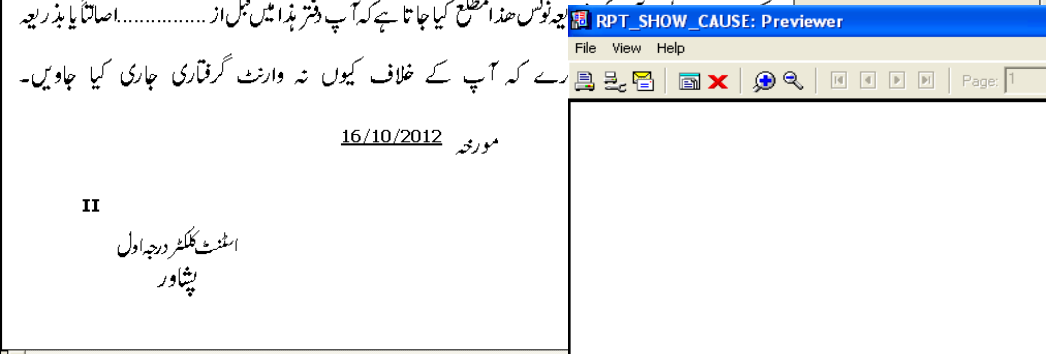 یعہ نوٹس ھذا مطلع کیا جاتا ہے کہ آپ دفتر ہذا میں قبل از ................اصالتاً یا بذریعہ
رے کہ آپ کے خلاف کیوں نہ وارنٹ گرفتاری جاری کیا جاویں۔
مورخہ 16/10/2012
II
اسٹنٹ کلکٹر درجہ اول
پشاور
RPT_SHOW_CAUSE: Previewer
File View Help
Page: 1